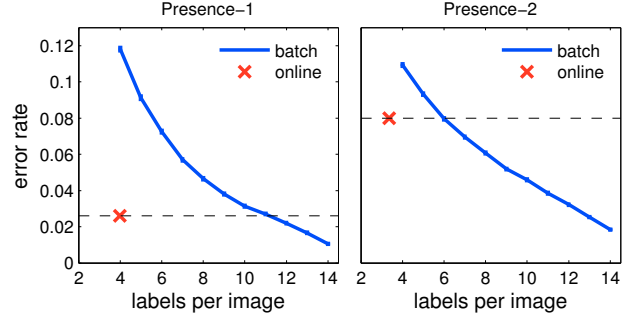 Presence-1
Presence-2
0.12
0.1
0.08
0.06
0.04
0.02
0
error rate
batch
online
batch
online
2 4 6 8 10 12 14
2 4 6 8 10 12 14
labels per image
labels per image